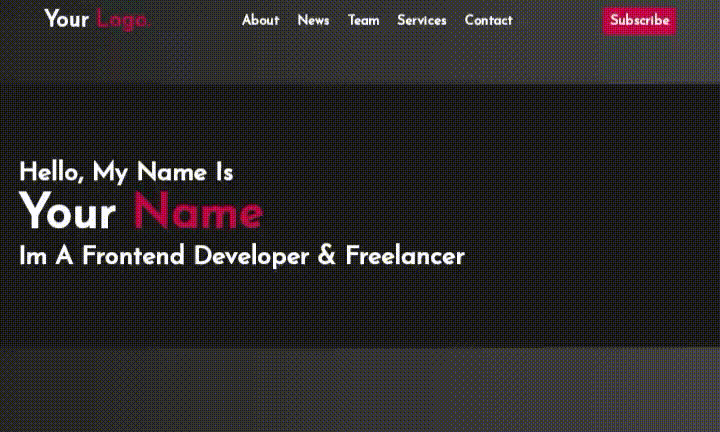 Your Logo.
About News Team Services Contact
Subscribe
Hello, My Name Is
Your Name
Im A Frontend Developer & Freelancer